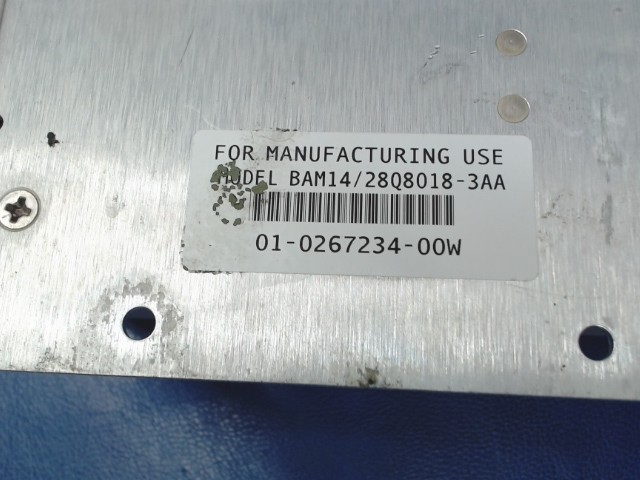 FOR MANUFACTURING USE
MODEL BAM14/28Q8018-3AA
01-0267234-00W